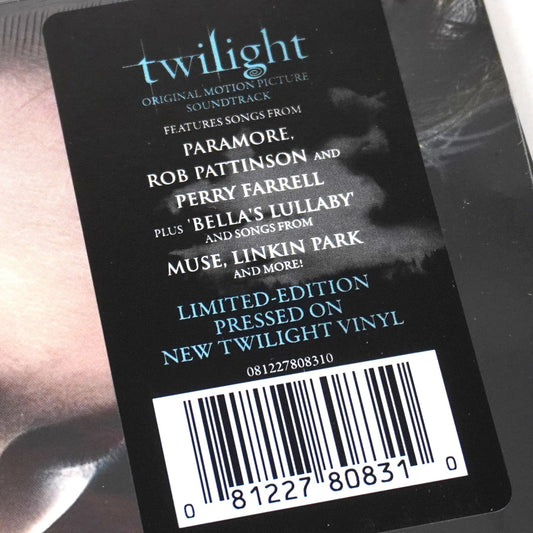 twilight
ORIGINAL MOTION PICTURE
SOUNDTRACK
FEATURES SONGS FROM
PARAMORE,
ROB PATTINSON AND
PERRY FARRELL
PLUS 'BELLA'S LULLABY'
AND SONGS FROM
MUSE, LINKIN PARK
AND MORE!
LIMITED-EDITION
PRESSED ON
NEW TWILIGHT VINYL
081227808310
0 81227 80831 0